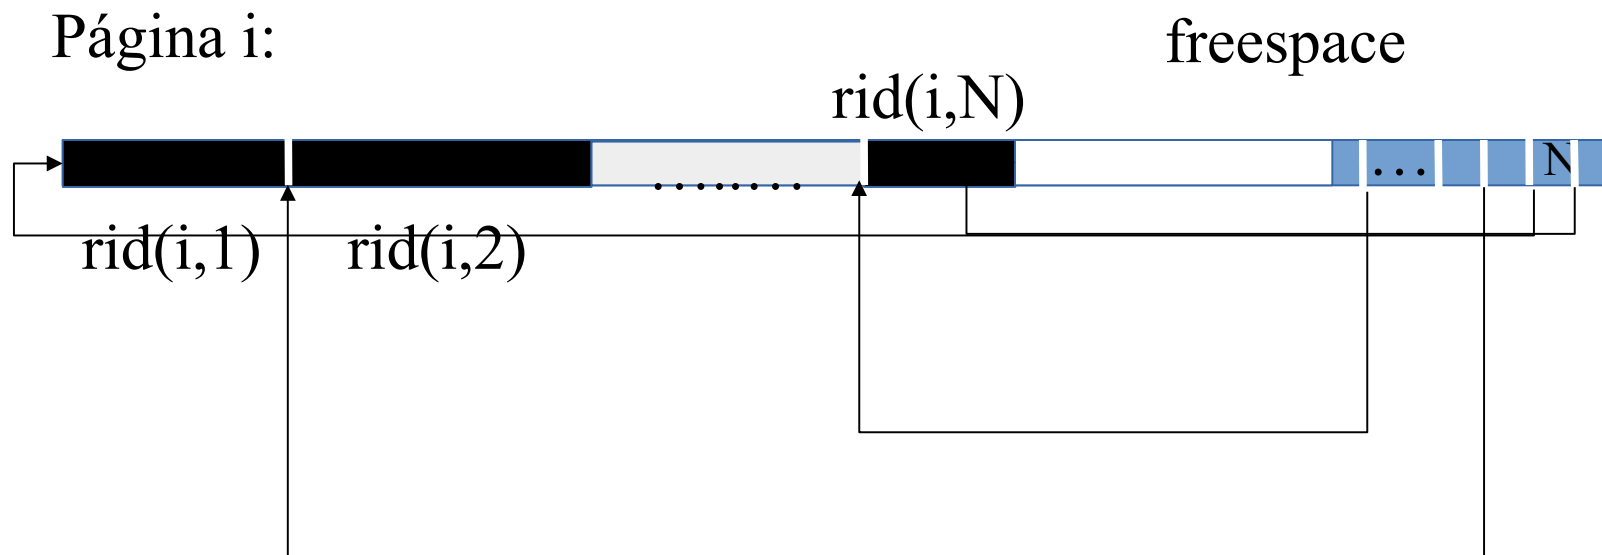 Página i:
freespace
rid(i,N)
........
...
N
rid(i,1)
rid(i,2)